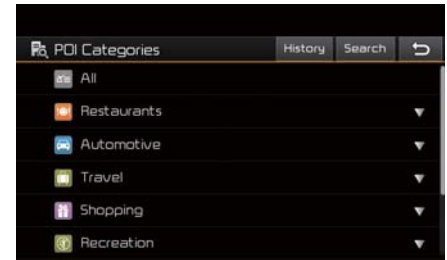 POI Categories History Search
All
Restaurants
Automotive
Travel
Shopping
Recreation